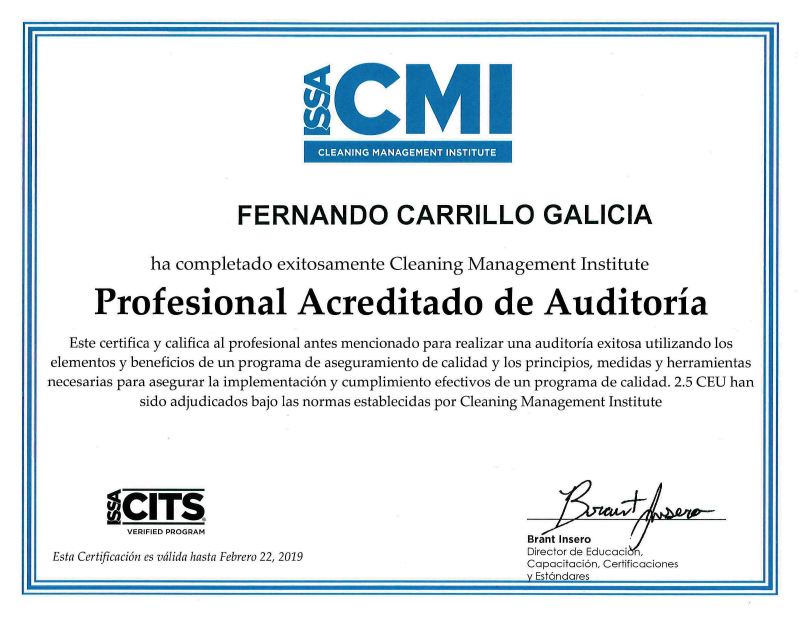 ISSA CMI
CLEANING MANAGEMENT INSTITUTE
FERNANDO CARRILLO GALICIA
ha completado exitosamente Cleaning Management Institute
Profesional Acreditado de Auditoría
Este certifica y califica al profesional antes mencionado para realizar una auditoría exitosa utilizando los
elementos y beneficios de un programa de aseguramiento de calidad y los principios, medidas y herramientas
necesarias para asegurar la implementación y cumplimiento efectivos de un programa de calidad. 2.5 CEU han
sido adjudicados bajo las normas establecidas por Cleaning Management Institute
ISSA CITS
VERIFIED PROGRAM
Esta Certificación es válida hasta Febrero 22, 2019
Brant Insero
Brant Insero
Director de Educación,
Capacitación, Certificaciones
y Estándares